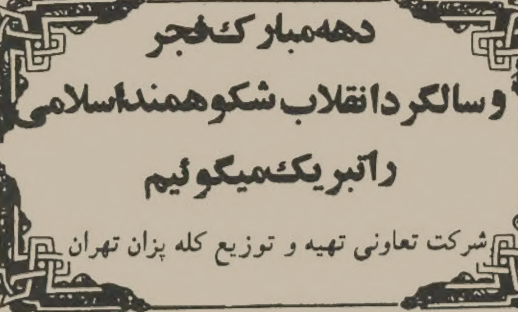 دهه مبارک فجر
و سالگرد انقلاب شکوهمند اسلامی
را تبریک میگوئیم
شرکت تعاونی تهیه و توزیع کله پزان تهران